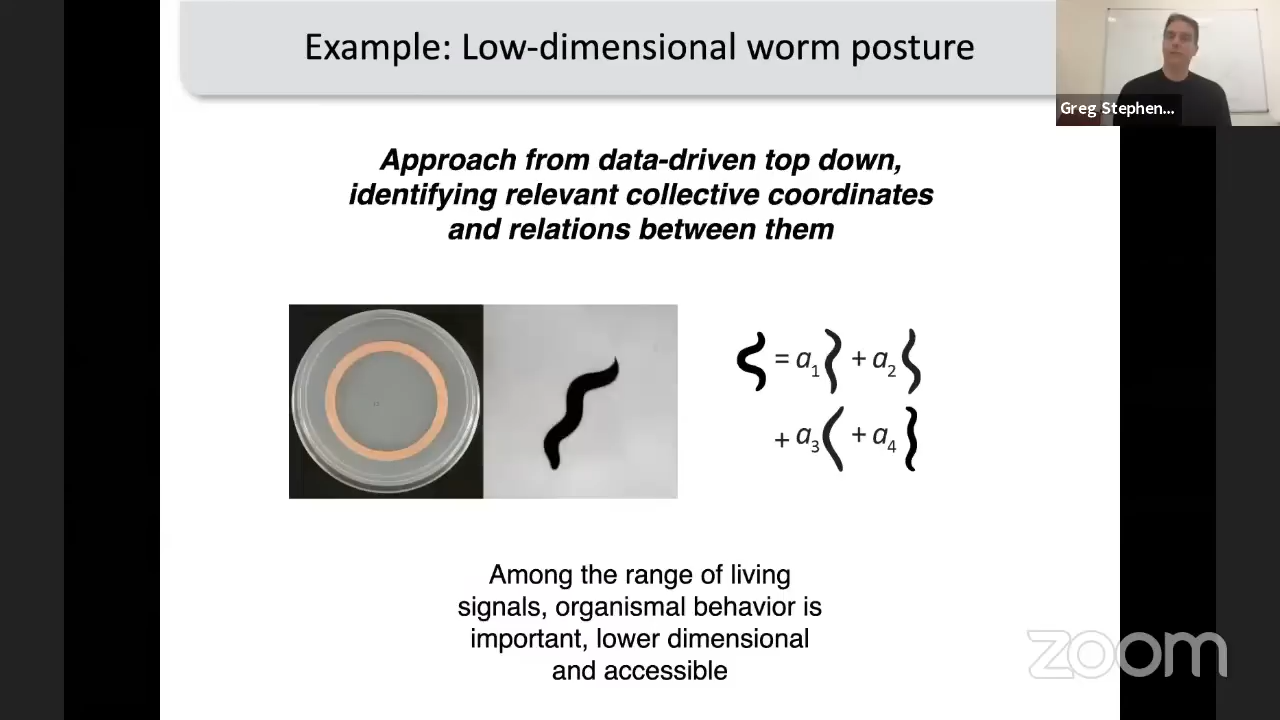 Example: Low-dimensional worm posture
Greg Stephen...
Approach from data-driven top down,
identifying relevant collective coordinates
and relations between them
= a1 + a2
+ a3 + a4
Among the range of living
signals, organismal behavior is
important, lower dimensional
and accessible
zoom